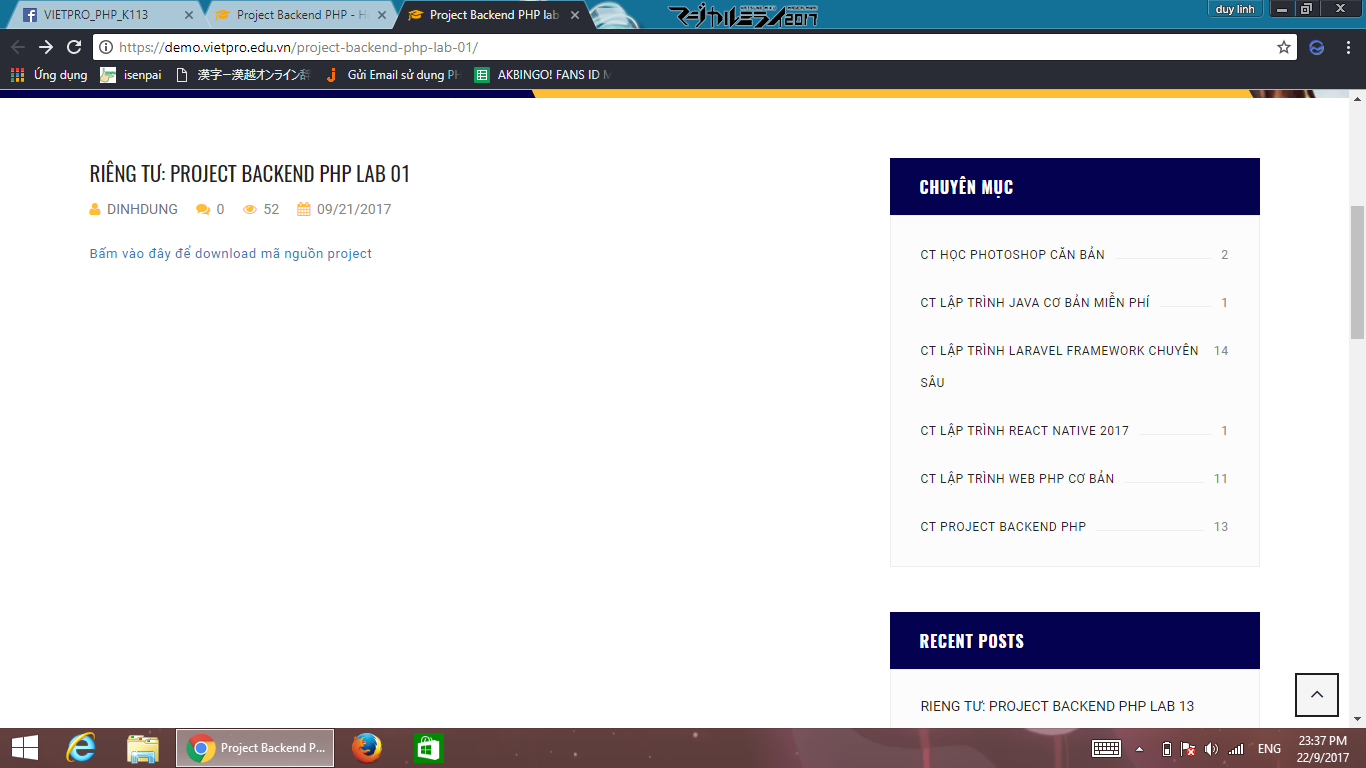 VIETPRO_PHP_K113
Project Backend PHP - H
Project Backend PHP lab
マジカルミライ2017
duy linh
https://demo.vietpro.edu.vn/project-backend-php-lab-01/
Ứng dụng
isenpai
漢字−漢越オンライン辞
Gửi Email sử dụng PH
AKBINGO! FANS ID M
RIÊNG TƯ: PROJECT BACKEND PHP LAB 01
DINHDUNG 0 52 09/21/2017
Bấm vào đây để download mã nguồn project
CHUYÊN MỤC
CT HỌC PHOTOSHOP CĂN BẢN 2
CT LẬP TRÌNH JAVA CƠ BẢN MIỄN PHÍ 1
CT LẬP TRÌNH LARAVEL FRAMEWORK CHUYÊN 14
SÂU
CT LẬP TRÌNH REACT NATIVE 2017 1
CT LẬP TRÌNH WEB PHP CƠ BẢN 11
CT PROJECT BACKEND PHP 13
RECENT POSTS
RIENG TƯ: PROJECT BACKEND PHP LAB 13
Project Backend P...
ENG
23:37 PM
22/9/2017